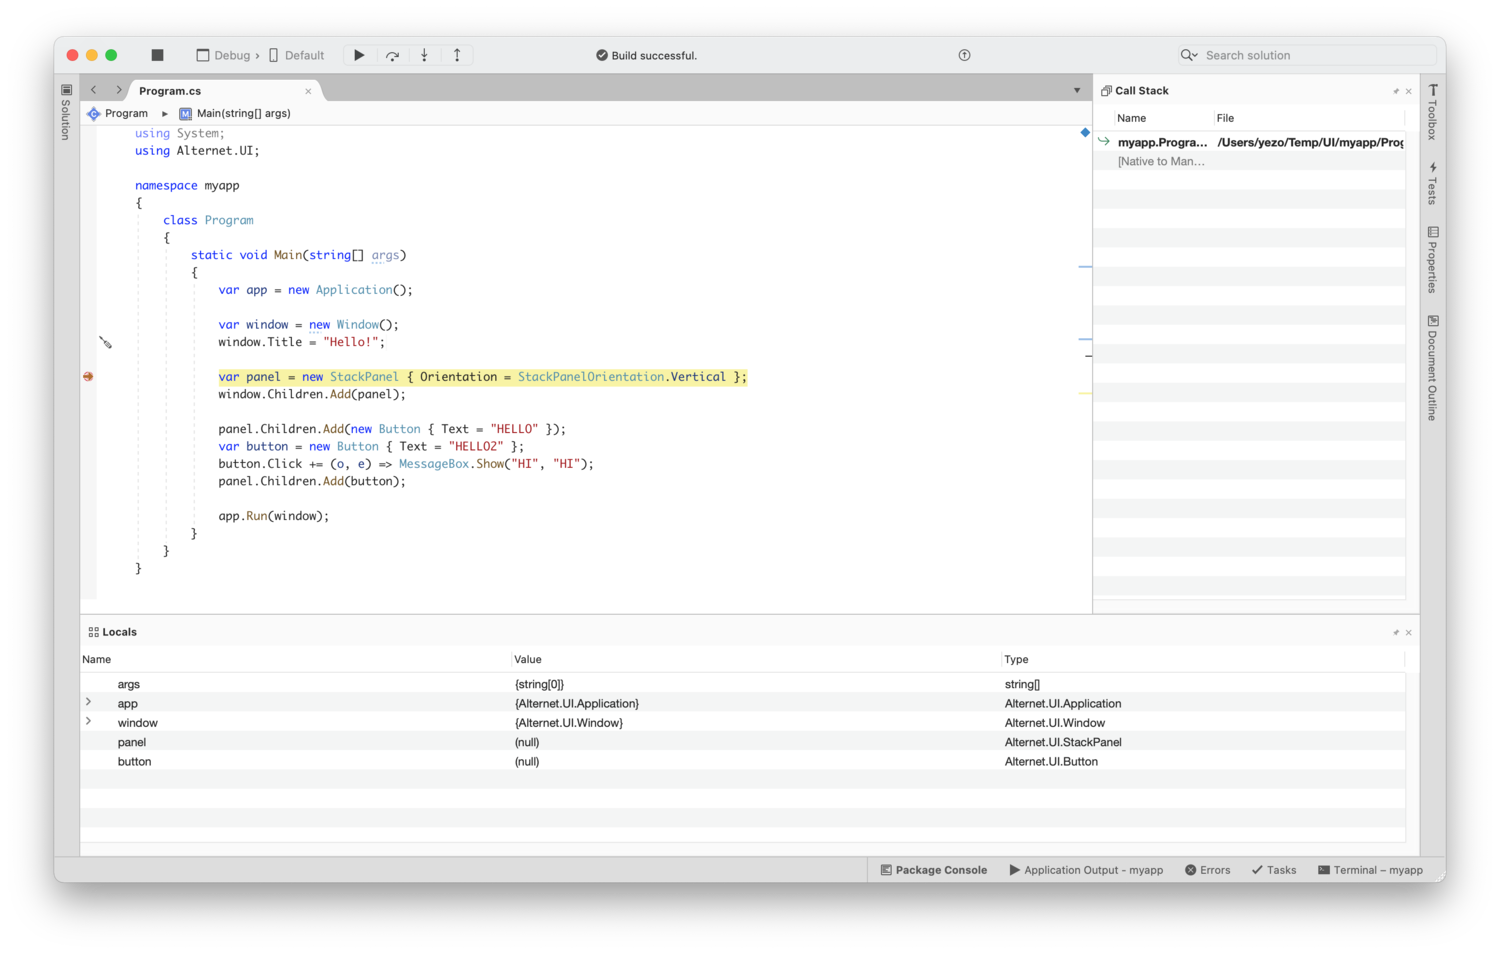 Debug › Default
Build successful.
Search solution
Solution
Program.cs
Program ▸ Main(string[] args)
using System;
using Alternet.UI;
namespace myapp
{
class Program
{
static void Main(string[] args)
{
var app = new Application();
var window = new Window();
window.Title = "Hello!";
var panel = new StackPanel { Orientation = StackPanelOrientation.Vertical };
window.Children.Add(panel);
panel.Children.Add(new Button { Text = "HELLO" });
var button = new Button { Text = "HELLO2" };
button.Click += (o, e) => MessageBox.Show("HI", "HI");
panel.Children.Add(button);
app.Run(window);
}
}
}
Call Stack
Name File
myapp.Progra... /Users/yezo/Temp/UI/myapp/Prog
[Native to Man...
Toolbox
Tests
Properties
Document Outline
Locals
Name Value Type
args {string[0]} string[]
app {Alternet.UI.Application} Alternet.UI.Application
window {Alternet.UI.Window} Alternet.UI.Window
panel (null) Alternet.UI.StackPanel
button (null) Alternet.UI.Button
Package Console Application Output - myapp Errors Tasks Terminal – myapp